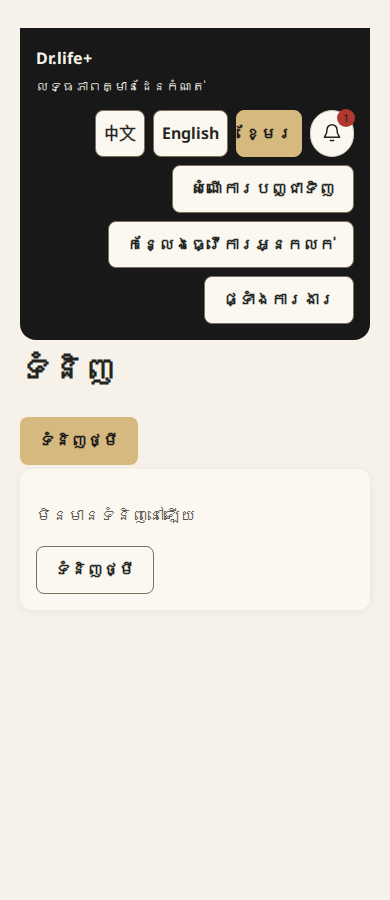 Dr.life+
លទ្ធភាពគ្មានដែនកំណត់
中文 English ខ្មែរ 1
សំណើការបញ្ជាទិញ
កន្លែងធ្វើការអ្នកលក់
ផ្ទាំងការងារ
ទំនិញ
ទំនិញថ្មី
មិនមានទំនិញនៅឡើយ
ទំនិញថ្មី